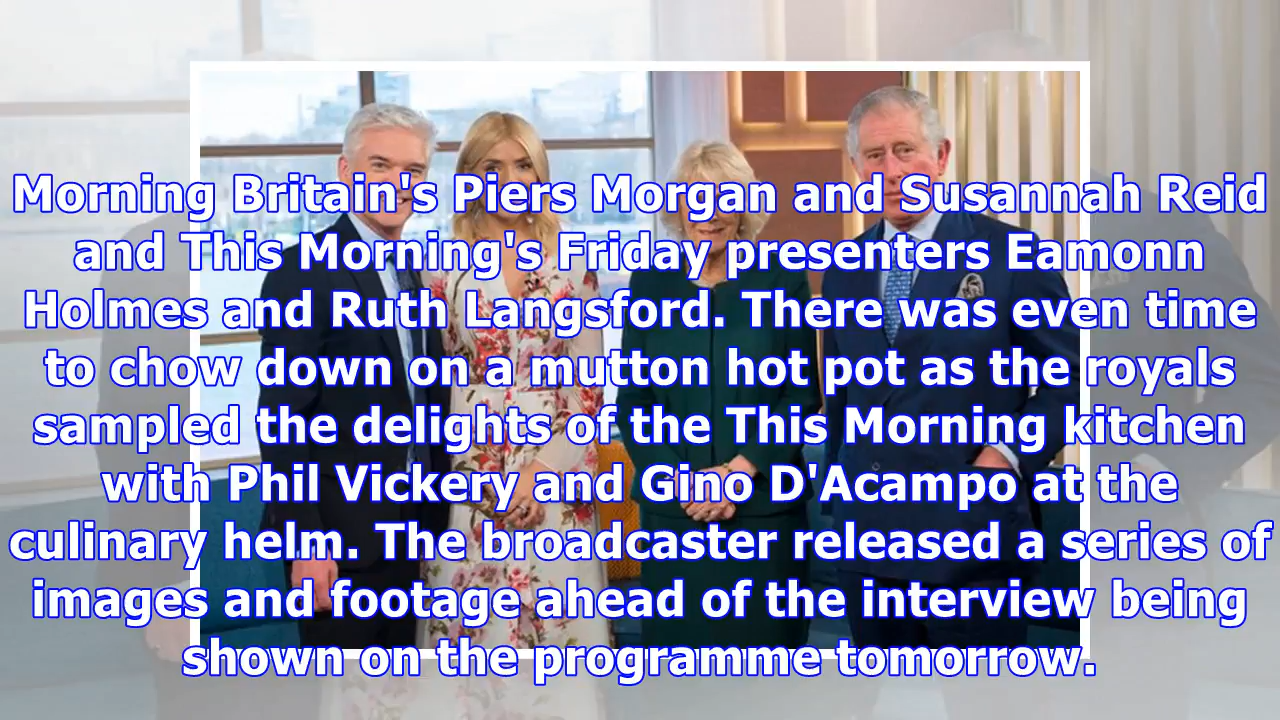 Morning Britain's Piers Morgan and Susannah Reid
and This Morning's Friday presenters Eamonn
Holmes and Ruth Langsford. There was even time
to chow down on a mutton hot pot as the royals
sampled the delights of the This Morning kitchen
with Phil Vickery and Gino D'Acampo at the
culinary helm. The broadcaster released a series of
images and footage ahead of the interview being
shown on the programme tomorrow.